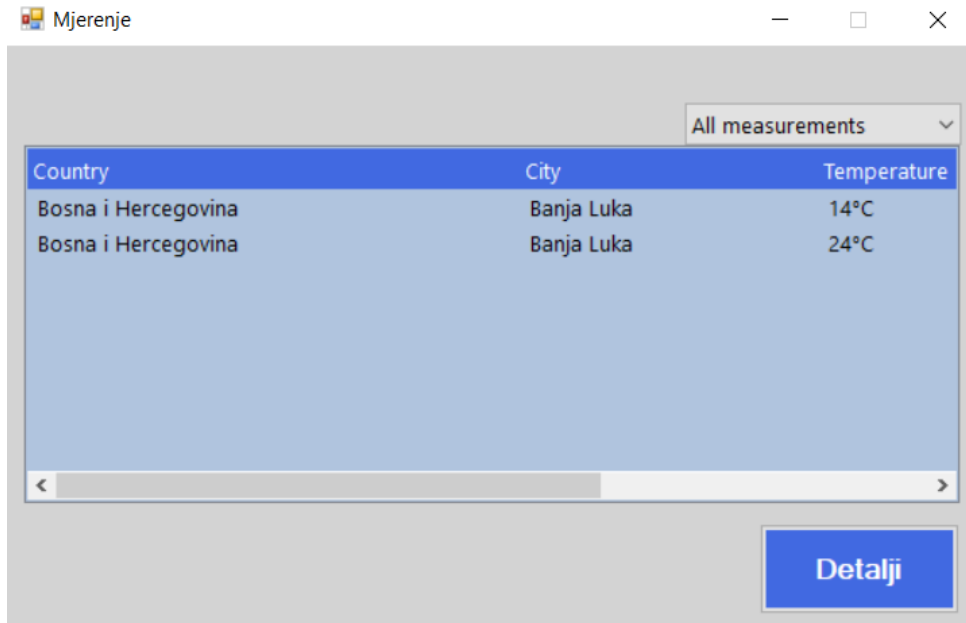 Mjerenje
All measurements
Country City Temperature
Bosna i Hercegovina Banja Luka 14°C
Bosna i Hercegovina Banja Luka 24°C
Detalji